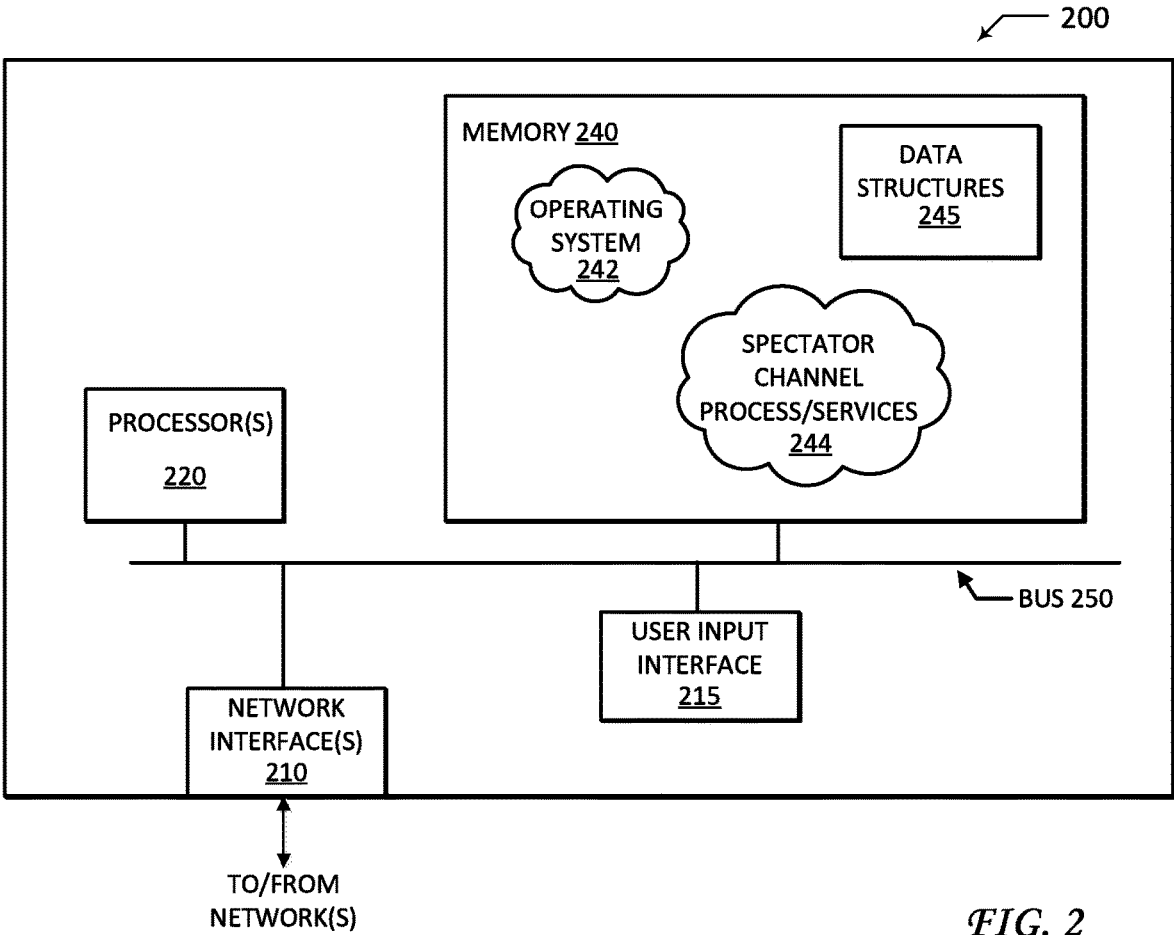 200
MEMORY 240
DATA
STRUCTURES
245
OPERATING
SYSTEM
242
SPECTATOR
CHANNEL
PROCESS/SERVICES
244
PROCESSOR(S)
220
BUS 250
USER INPUT
INTERFACE
215
NETWORK
INTERFACE(S)
210
TO/FROM
NETWORK(S)
FIG. 2